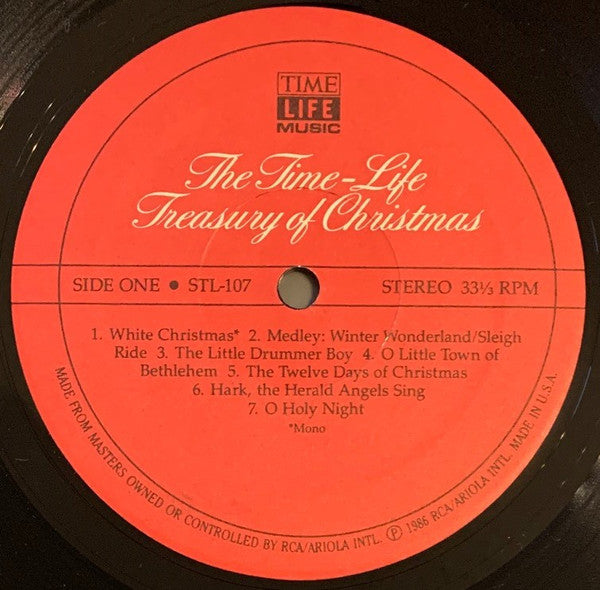 TIME
LIFE
MUSIC
The Time-Life
Treasury of Christmas
SIDE ONE • STL-107
STEREO 33⅓ RPM
1. White Christmas* 2. Medley: Winter Wonderland/Sleigh
Ride 3. The Little Drummer Boy 4. O Little Town of
Bethlehem 5. The Twelve Days of Christmas
6. Hark, the Herald Angels Sing
7. O Holy Night
*Mono
MADE FROM MASTERS OWNED OR CONTROLLED BY RCA/ARIOLA INTL. ℗ 1986 RCA/ARIOLA INTL. MADE IN U.S.A.